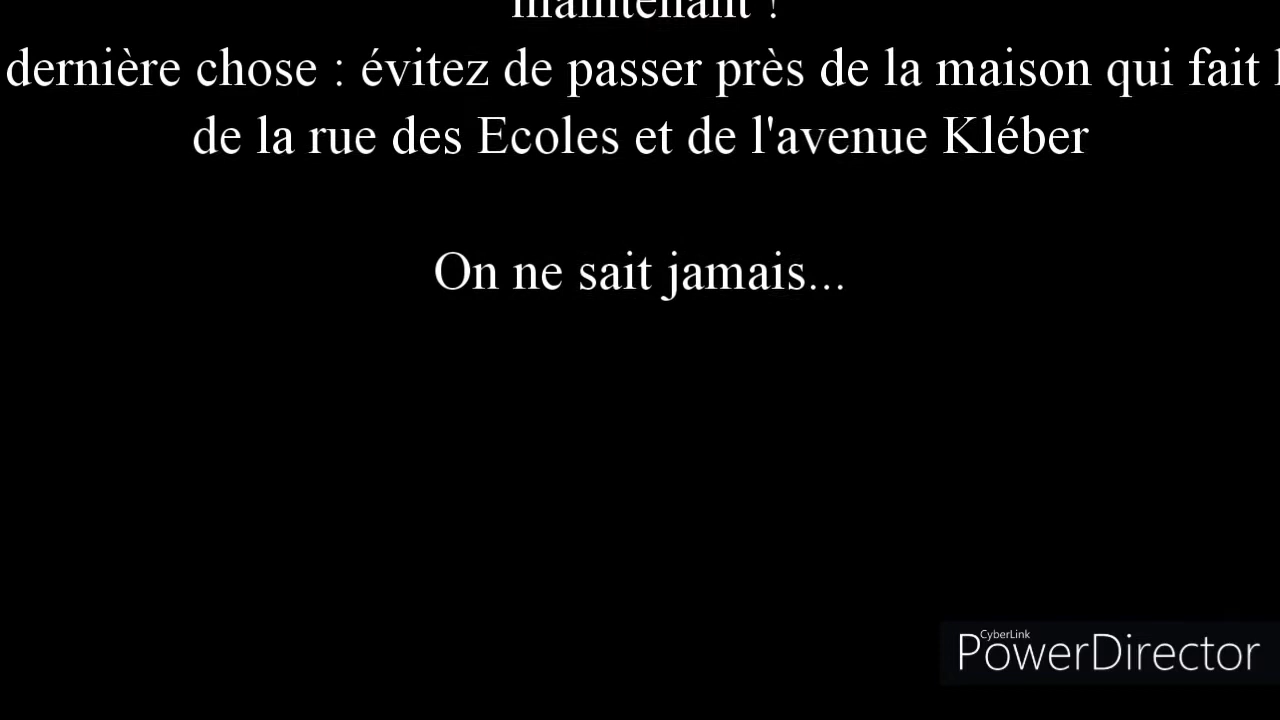 maintenant !
dernière chose : évitez de passer près de la maison qui fait
de la rue des Ecoles et de l'avenue Kléber
On ne sait jamais...
CyberLink
PowerDirector